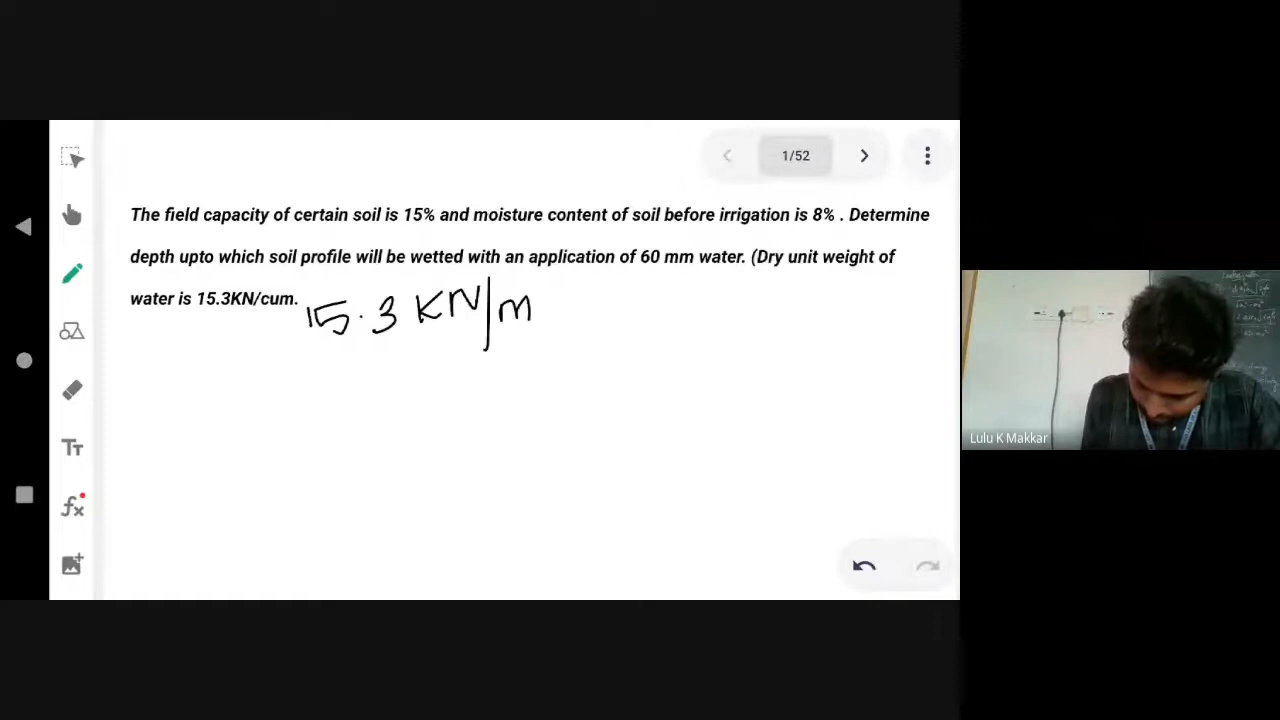 1/52
The field capacity of certain soil is 15% and moisture content of soil before irrigation is 8% . Determine
depth upto which soil profile will be wetted with an application of 60 mm water. (Dry unit weight of
water is 15.3KN/cum.
15.3 KN/m
TT
fx
Lulu K Makkar